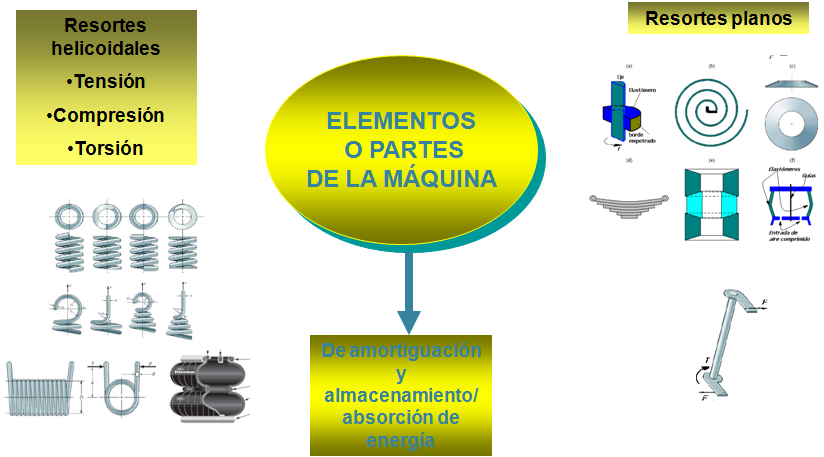 Resortes
helicoidales
•Tensión
•Compresión
•Torsión
ELEMENTOS
O PARTES
DE LA MÁQUINA
De amortiguación
y
almacenamiento/
absorción de
energía
Resortes planos
F
(a)
(b)
(c)
Eje
Elastómero
borde
empotrado
T
(d)
(e)
(f)
Elastómeros
Guías
Entrada de
aire comprimido
F
T
F